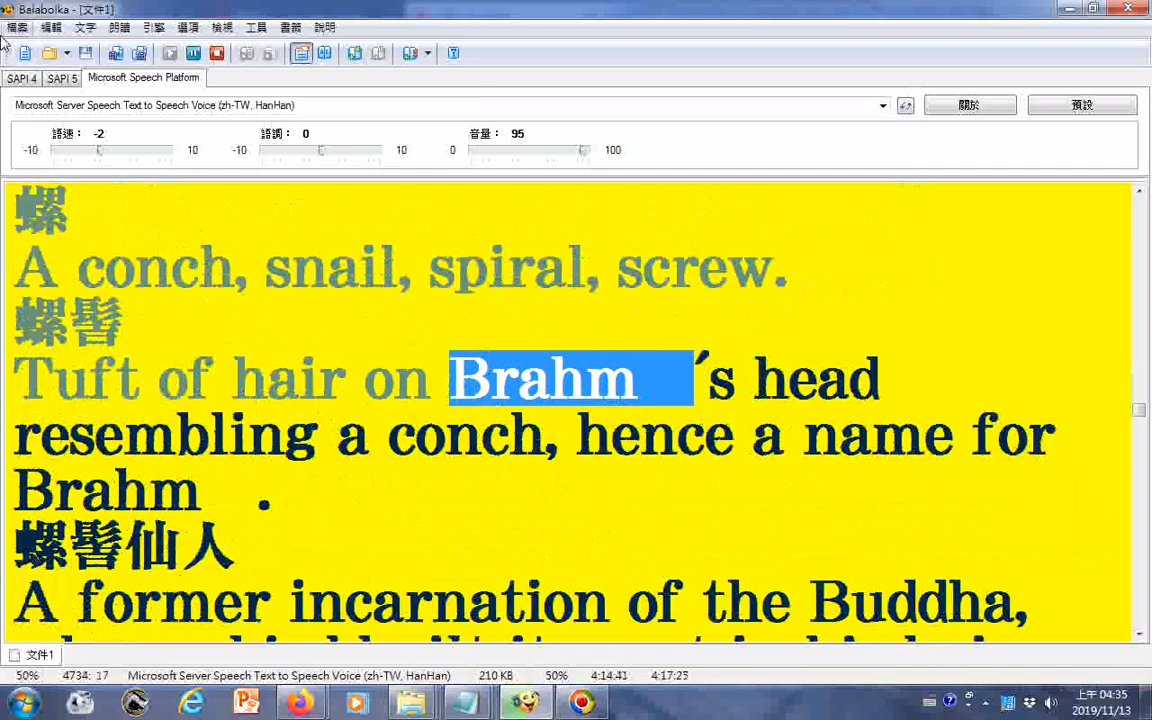 Balabolka - [文件1]
檔案 編輯 文字 朗讀 引擎 選項 檢視 工具 書籤 說明
SAPI 4 SAPI 5 Microsoft Speech Platform
Microsoft Server Speech Text to Speech Voice (zh-TW, HanHan) 關於 預設
語速： -2 語調： 0 音量： 95
-10 10 -10 10 0 100
螺
A conch, snail, spiral, screw.
螺髻
Tuft of hair on Brahm ´s head
resembling a conch, hence a name for
Brahm .
螺髻仙人
A former incarnation of the Buddha,
文件1
50% 4734: 17 Microsoft Server Speech Text to Speech Voice (zh-TW, HanHan) 210 KB 50% 4:14:41 4:17:25
上午 04:35
2019/11/13